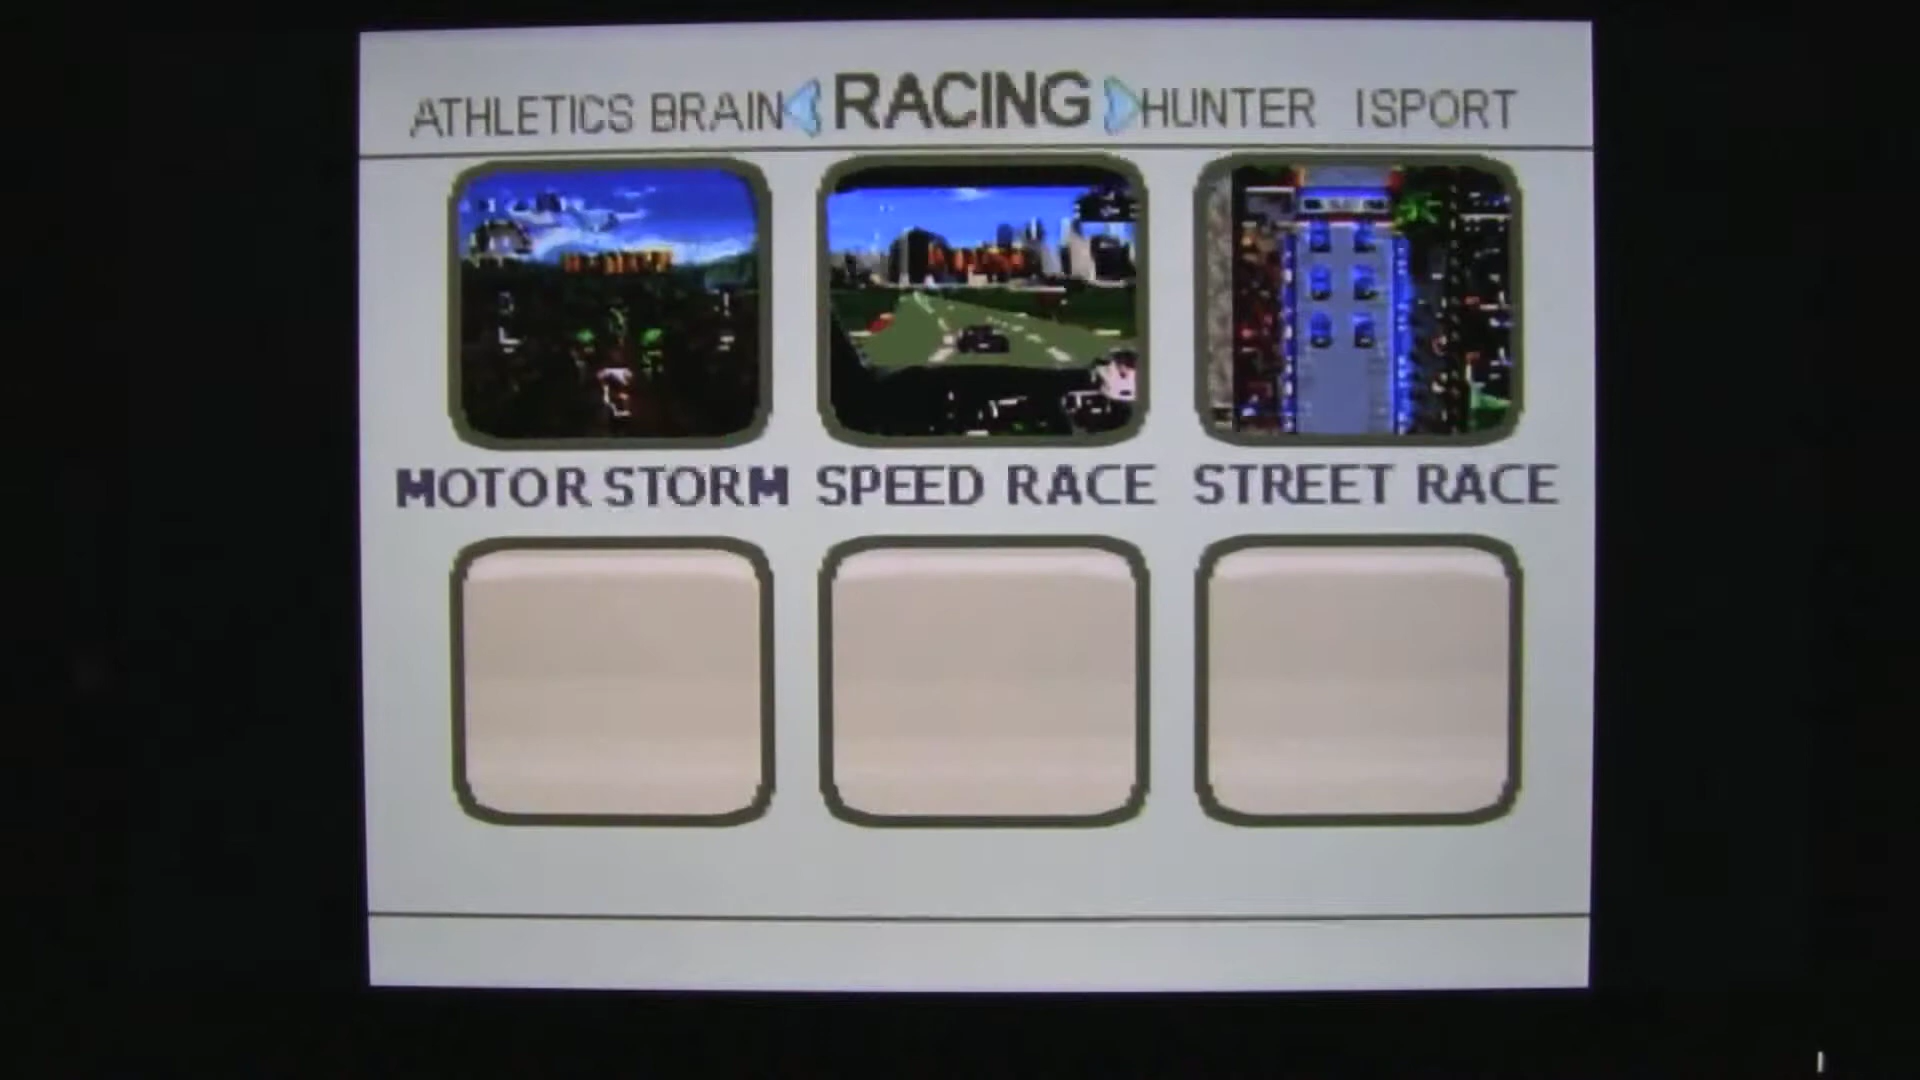 ATHLETICS BRAIN RACING HUNTER ISPORT
MOTOR STORM SPEED RACE STREET RACE